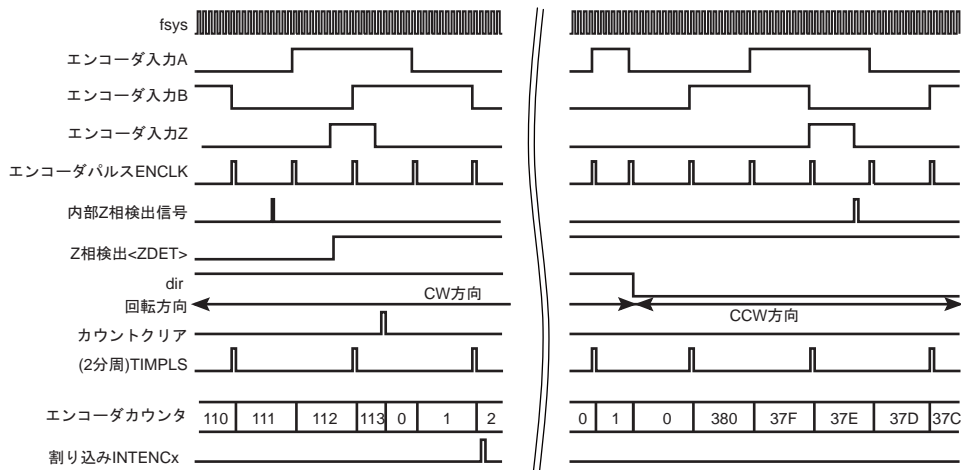 fsys
エンコーダ入力A
エンコーダ入力B
エンコーダ入力Z
エンコーダパルスENCLK
内部Z相検出信号
Z相検出<ZDET>
dir
回転方向
CW方向
CCW方向
カウントクリア
(2分周)TIMPLS
エンコーダカウンタ 110 111 112 113 0 1 2 0 1 0 380 37F 37E 37D 37C
割り込みINTENCx